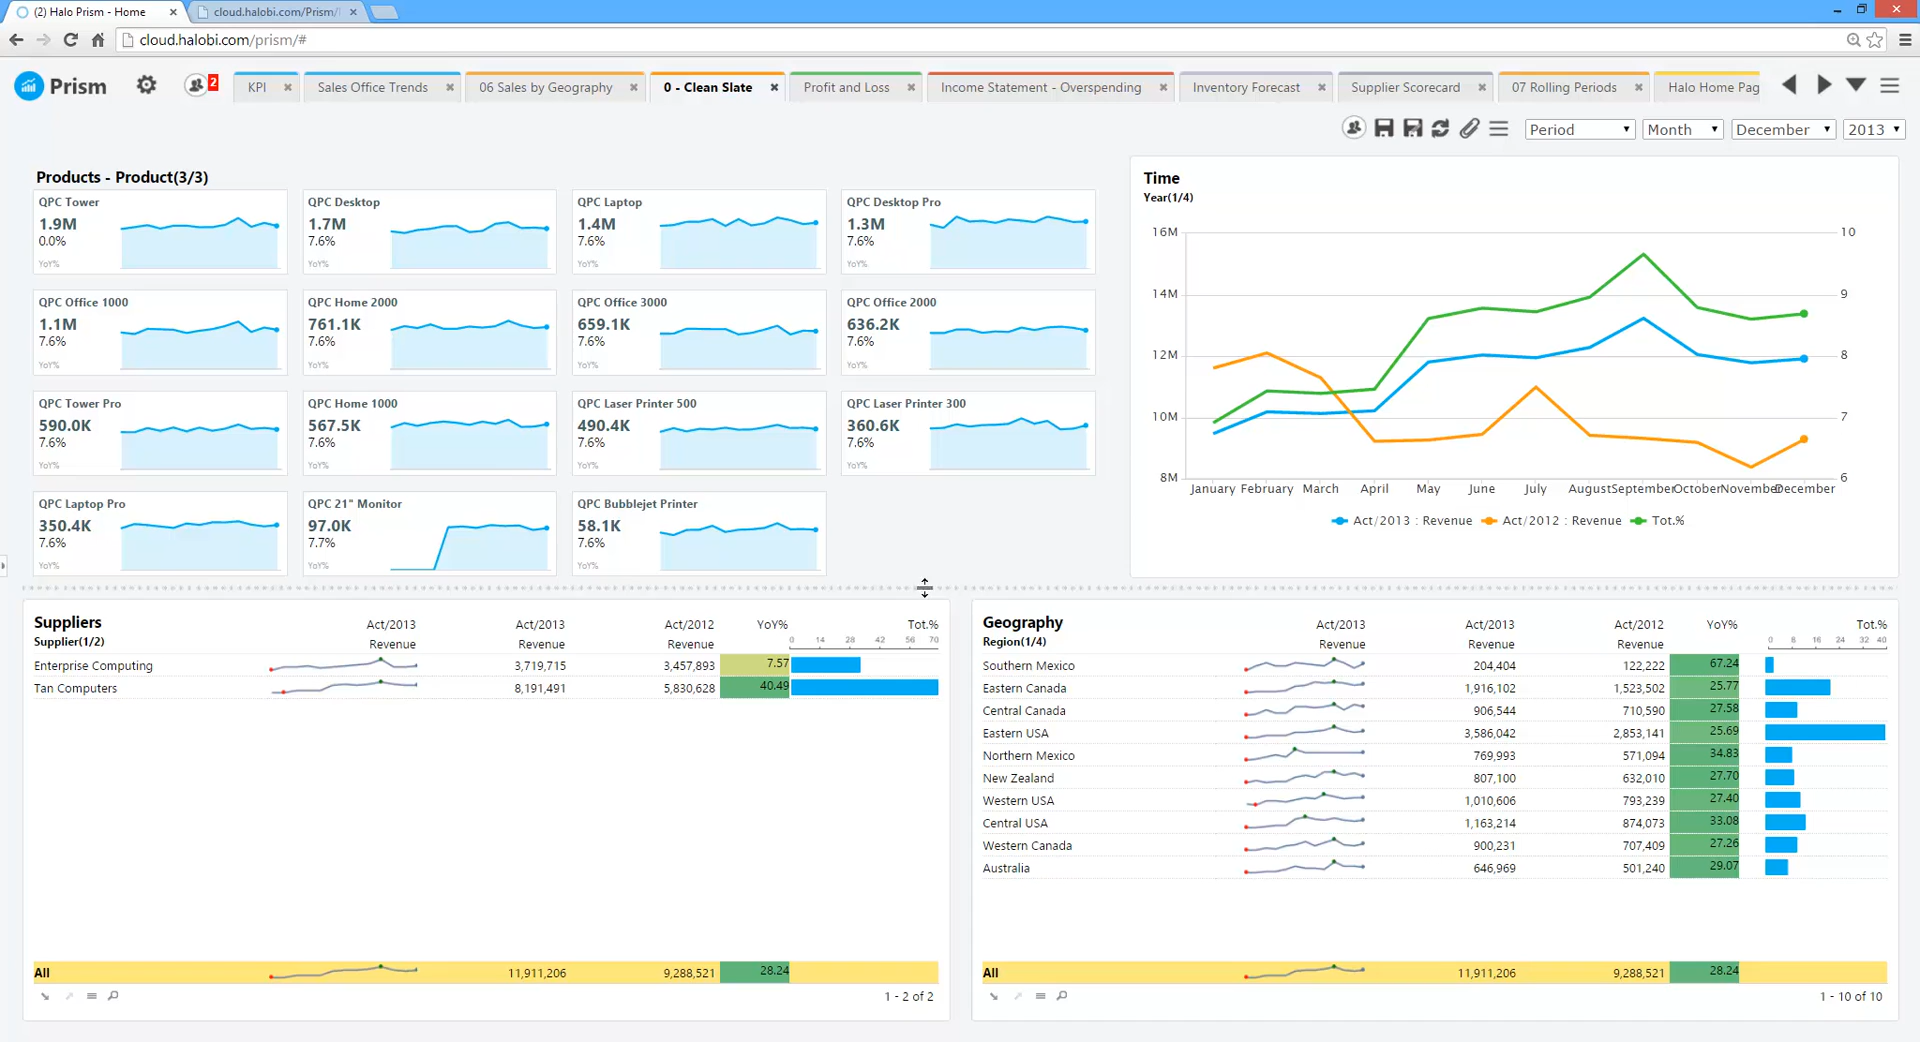 (2) Halo Prism - Home
cloud.halobi.com/Prism/
cloud.halobi.com/prism/#
Prism
2
KPI
Sales Office Trends
06 Sales by Geography
0 - Clean Slate
Profit and Loss
Income Statement - Overspending
Inventory Forecast
Supplier Scorecard
07 Rolling Periods
Halo Home Pag
Period
Month
December
2013
Products - Product(3/3)
QPC Tower
1.9M
0.0%
YoY%
QPC Desktop
1.7M
7.6%
YoY%
QPC Laptop
1.4M
7.6%
YoY%
QPC Desktop Pro
1.3M
7.6%
YoY%
QPC Office 1000
1.1M
7.6%
YoY%
QPC Home 2000
761.1K
7.6%
YoY%
QPC Office 3000
659.1K
7.6%
YoY%
QPC Office 2000
636.2K
7.6%
YoY%
QPC Tower Pro
590.0K
7.6%
YoY%
QPC Home 1000
567.5K
7.6%
YoY%
QPC Laser Printer 500
490.4K
7.6%
YoY%
QPC Laser Printer 300
360.6K
7.6%
YoY%
QPC Laptop Pro
350.4K
7.6%
YoY%
QPC 21" Monitor
97.0K
7.7%
YoY%
QPC Bubblejet Printer
58.1K
7.6%
YoY%
Time
Year(1/4)
16M 10
14M 9
12M 8
10M 7
8M 6
January February March April May June July August September October November December
Act/2013 : Revenue Act/2012 : Revenue Tot.%
Suppliers Act/2013 Act/2013 Act/2012 YoY% Tot.%
Supplier(1/2) Revenue Revenue Revenue 0 14 28 42 56 70
Enterprise Computing 3,719,715 3,457,893 7.57
Tan Computers 8,191,491 5,830,628 40.49
All 11,911,206 9,288,521 28.24
1 - 2 of 2
Geography Act/2013 Act/2013 Act/2012 YoY% Tot.%
Region(1/4) Revenue Revenue Revenue 0 8 16 24 32 40
Southern Mexico 204,404 122,222 67.24
Eastern Canada 1,916,102 1,523,502 25.77
Central Canada 906,544 710,590 27.58
Eastern USA 3,586,042 2,853,141 25.69
Northern Mexico 769,993 571,094 34.83
New Zealand 807,100 632,010 27.70
Western USA 1,010,606 793,239 27.40
Central USA 1,163,214 874,073 33.08
Western Canada 900,231 707,409 27.26
Australia 646,969 501,240 29.07
All 11,911,206 9,288,521 28.24
1 - 10 of 10